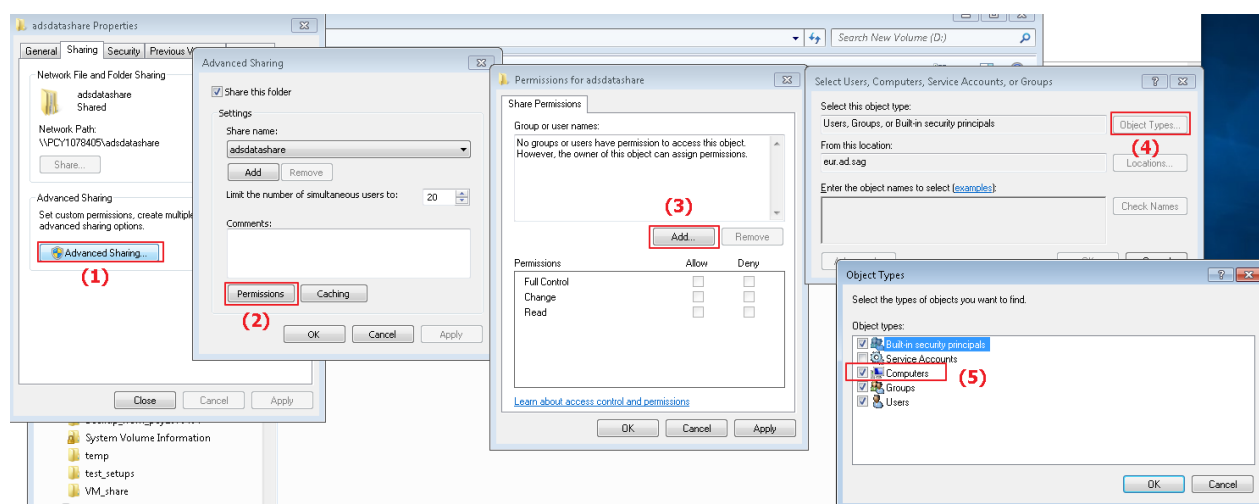 adsdatashare Properties
General Sharing Security Previous V
Network File and Folder Sharing
adsdatashare
Shared
Network Path:
\\PCY1078405\adsdatashare
Share...
Advanced Sharing
Set custom permissions, create multiple
advanced sharing options.
Advanced Sharing...
(1)
Close Cancel Apply
System Volume Information
temp
test_setups
VM_share
Advanced Sharing
Share this folder
Settings
Share name:
adsdatashare
Add Remove
Limit the number of simultaneous users to: 20
Comments:
Permissions Caching
(2)
OK Cancel Apply
Search New Volume (D:)
Permissions for adsdatashare
Share Permissions
Group or user names:
No groups or users have permission to access this object.
However, the owner of this object can assign permissions.
(3)
Add... Remove
Permissions Allow Deny
Full Control
Change
Read
Learn about access control and permissions
OK Cancel Apply
Select Users, Computers, Service Accounts, or Groups
Select this object type:
Users, Groups, or Built-in security principals Object Types...
(4)
From this location:
eur.ad.sag Locations...
Enter the object names to select (examples):
Check Names
Object Types
Select the types of objects you want to find.
Object types:
Built-in security principals
Service Accounts
Computers
(5)
Groups
Users
OK Cancel